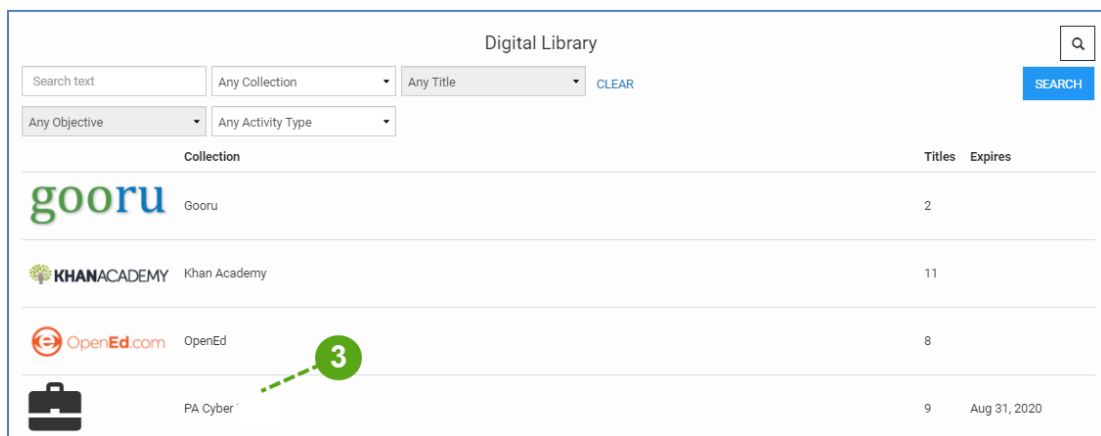 Digital Library
Search text Any Collection Any Title CLEAR SEARCH
Any Objective Any Activity Type
Collection Titles Expires
gooru Gooru 2
KHANACADEMY Khan Academy 11
OpenEd.com OpenEd 8
3
PA Cyber 9 Aug 31, 2020